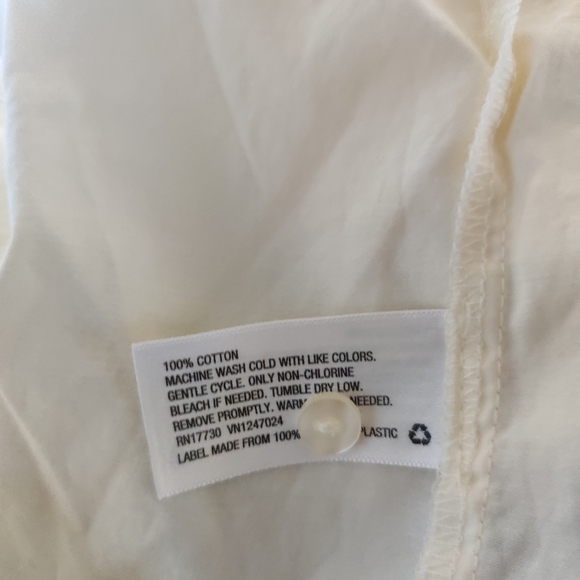 100% COTTON
MACHINE WASH COLD WITH LIKE COLORS.
GENTLE CYCLE. ONLY NON-CHLORINE
BLEACH IF NEEDED. TUMBLE DRY LOW.
REMOVE PROMPTLY. WARM NEEDED.
RN17730 VN1247024
LABEL MADE FROM 100% PLASTIC